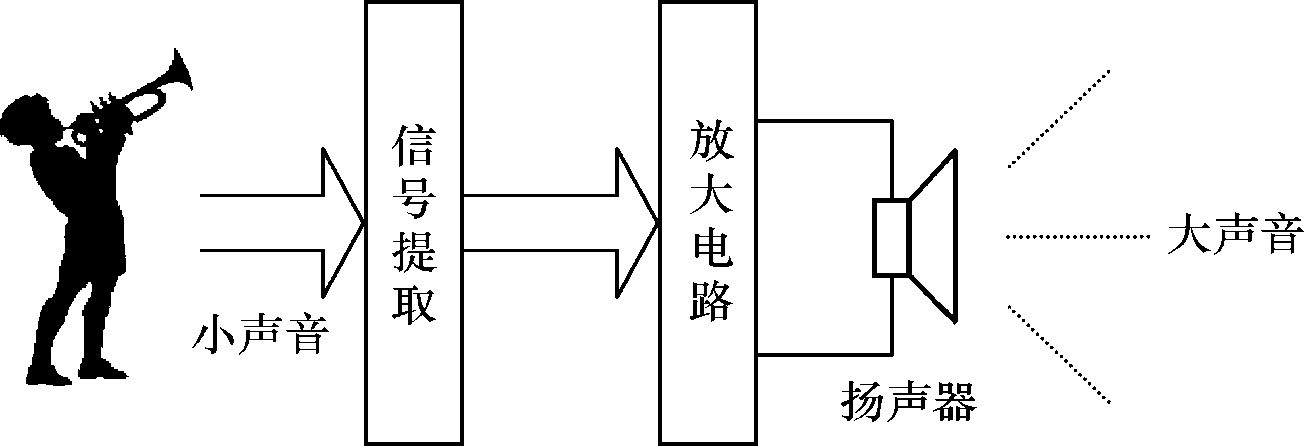 小声音
信号提取
放大电路
扬声器
大声音